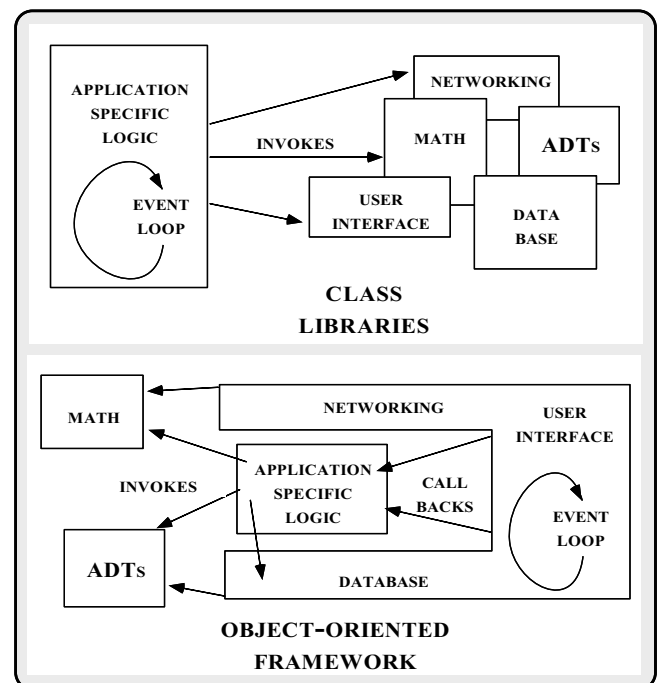 APPLICATION
SPECIFIC
LOGIC
EVENT
LOOP
INVOKES
NETWORKING
MATH
ADTS
USER
INTERFACE
DATA
BASE
CLASS
LIBRARIES
MATH
NETWORKING
USER
INTERFACE
APPLICATION
SPECIFIC
LOGIC
INVOKES
CALL
BACKS
EVENT
LOOP
ADTS
DATABASE
OBJECT-ORIENTED
FRAMEWORK